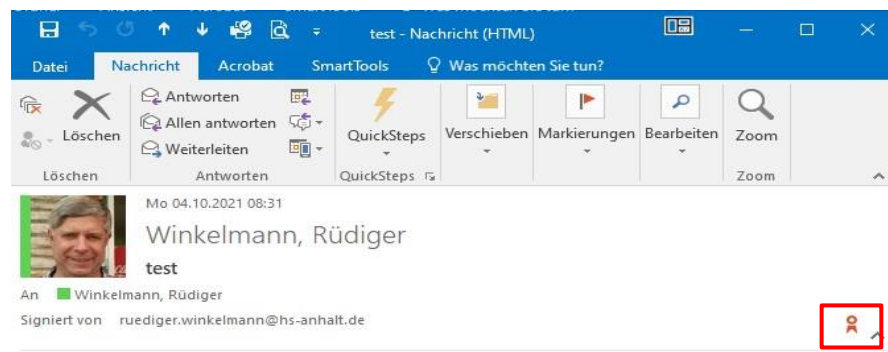 test - Nachricht (HTML)
Datei Nachricht Acrobat SmartTools Was möchten Sie tun?
Löschen
Antworten
Allen antworten
Weiterleiten
QuickSteps
Verschieben
Markierungen
Bearbeiten
Zoom
Löschen Antworten QuickSteps Zoom
Mo 04.10.2021 08:31
Winkelmann, Rüdiger
test
An Winkelmann, Rüdiger
Signiert von ruediger.winkelmann@hs-anhalt.de